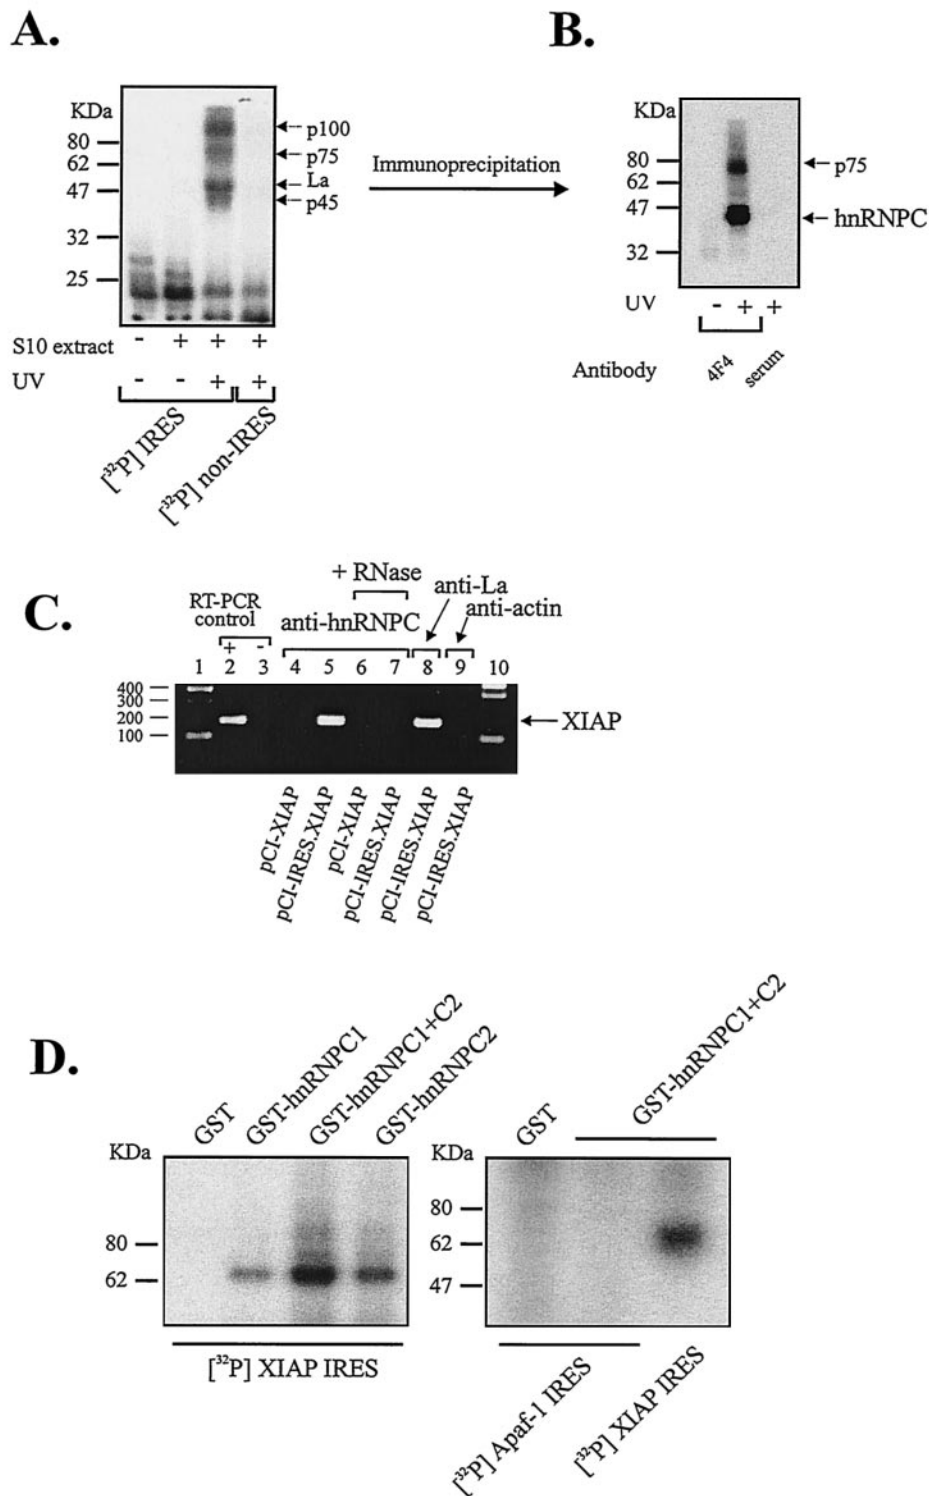 A.
KDa
80
62
47
32
25
p100
p75
La
p45
S10 extract - + + +
UV - - + +
[³²P] IRES
[³²P] non-IRES
Immunoprecipitation
B.
KDa
80
62
47
32
p75
hnRNPC
UV - + +
Antibody 4F4 serum
C.
+ RNase
RT-PCR control
anti-hnRNPC
anti-La
anti-actin
+ -
1 2 3 4 5 6 7 8 9 10
400
300
200
100
XIAP
pCI-XIAP
pCI-IRES.XIAP
pCI-XIAP
pCI-IRES.XIAP
pCI-IRES.XIAP
pCI-IRES.XIAP
D.
GST
GST-hnRNPC1
GST-hnRNPC1+C2
GST-hnRNPC2
KDa
80
62
[³²P] XIAP IRES
GST
GST-hnRNPC1+C2
KDa
80
62
47
[³²P] Apaf-1 IRES
[³²P] XIAP IRES